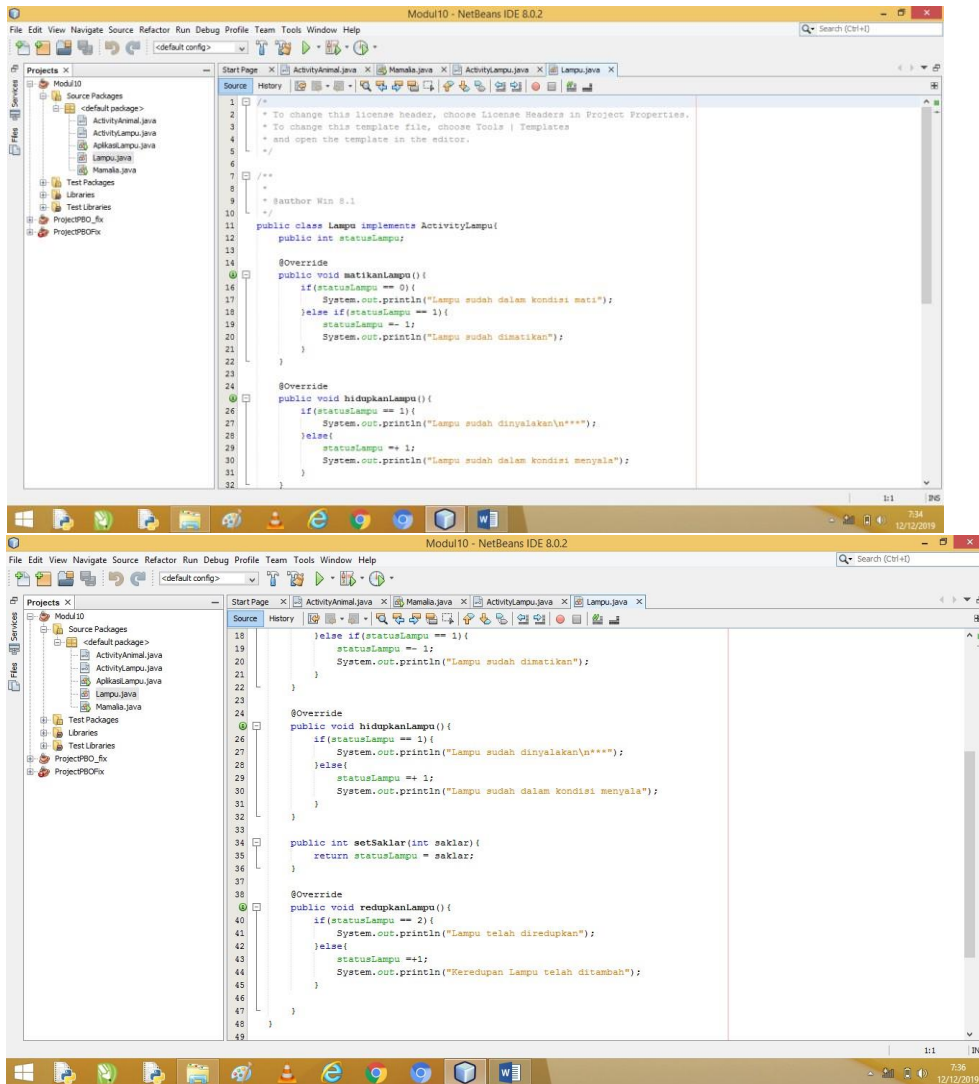 Modul10 - NetBeans IDE 8.0.2
File Edit View Navigate Source Refactor Run Debug Profile Team Tools Window Help
Search (Ctrl+I)
<default config>
Projects
Start Page ActivityAnimal.java Mamalia.java ActivityLampu.java Lampu.java
Services
Files
Modul10
Source Packages
<default package>
ActivityAnimal.java
ActivityLampu.java
AplikasiLampu.java
Lampu.java
Mamalia.java
Test Packages
Libraries
Test Libraries
ProjectPBO_fix
ProjectPBOFix
Source History
1 /*
2 * To change this license header, choose License Headers in Project Properties.
3 * To change this template file, choose Tools | Templates
4 * and open the template in the editor.
5 */
7 /**
8 *
9 * @author Win 8.1
10 */
11 public class Lampu implements ActivityLampu{
12 public int statusLampu;
13
14 @Override
public void matikanLampu(){
16 if(statusLampu == 0){
17 System.out.println("Lampu sudah dalam kondisi mati");
18 }else if(statusLampu == 1){
19 statusLampu =- 1;
20 System.out.println("Lampu sudah dimatikan");
21 }
22 }
23
24 @Override
public void hidupkanLampu(){
26 if(statusLampu == 1){
27 System.out.println("Lampu sudah dinyalakan\n***");
28 }else{
29 statusLampu =+ 1;
30 System.out.println("Lampu sudah dalam kondisi menyala");
31 }
32 }
1:1 INS
7:34
12/12/2019
Modul10 - NetBeans IDE 8.0.2
File Edit View Navigate Source Refactor Run Debug Profile Team Tools Window Help
Search (Ctrl+I)
<default config>
Projects
Start Page ActivityAnimal.java Mamalia.java ActivityLampu.java Lampu.java
Services
Files
Modul10
Source Packages
<default package>
ActivityAnimal.java
ActivityLampu.java
AplikasiLampu.java
Lampu.java
Mamalia.java
Test Packages
Libraries
Test Libraries
ProjectPBO_fix
ProjectPBOFix
Source History
18 }else if(statusLampu == 1){
19 statusLampu =- 1;
20 System.out.println("Lampu sudah dimatikan");
21 }
22 }
23
24 @Override
public void hidupkanLampu(){
26 if(statusLampu == 1){
27 System.out.println("Lampu sudah dinyalakan\n***");
28 }else{
29 statusLampu =+ 1;
30 System.out.println("Lampu sudah dalam kondisi menyala");
31 }
32 }
33
34 public int setSaklar(int saklar){
35 return statusLampu = saklar;
36 }
37
38 @Override
public void redupkanLampu(){
40 if(statusLampu == 2){
41 System.out.println("Lampu telah diredupkan");
42 }else{
43 statusLampu =+1;
44 System.out.println("Keredupan Lampu telah ditambah");
45 }
46
47 }
48 }
49
1:1 IN
7:36
12/12/2019